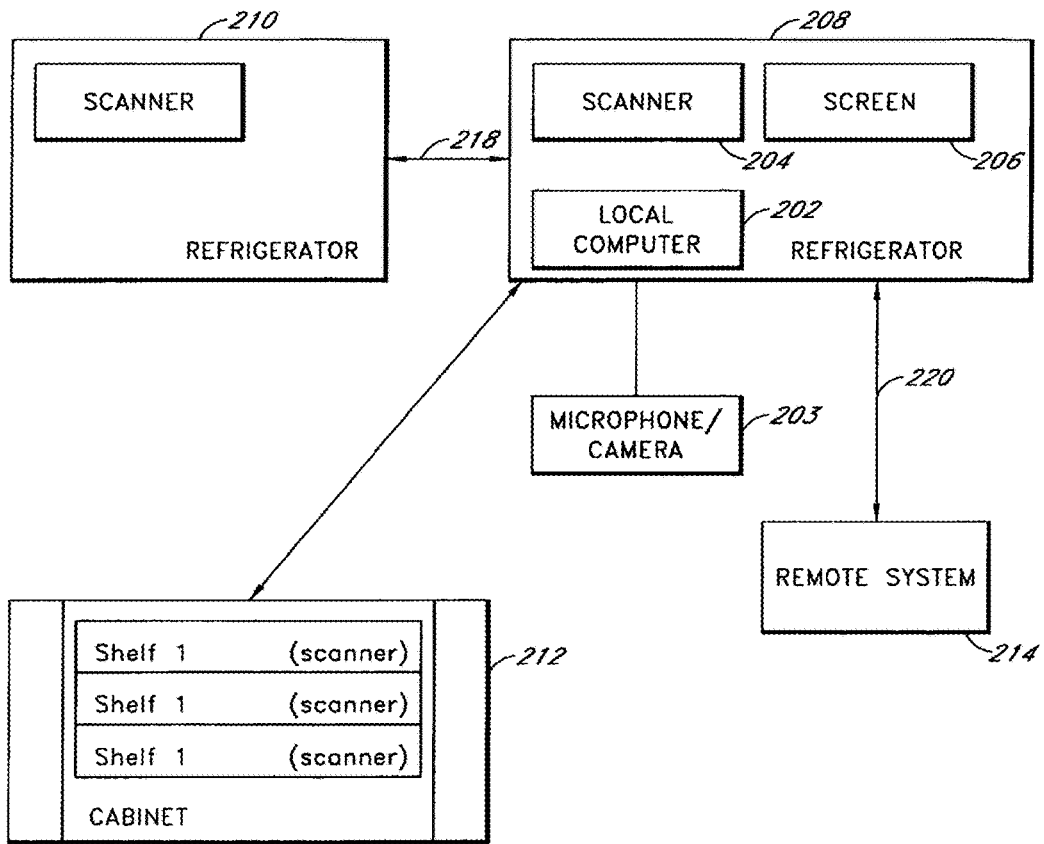 210
SCANNER
REFRIGERATOR
218
208
SCANNER
204
SCREEN
206
LOCAL
COMPUTER
202
REFRIGERATOR
MICROPHONE/
CAMERA
203
220
REMOTE SYSTEM
214
Shelf 1 (scanner)
Shelf 1 (scanner)
Shelf 1 (scanner)
CABINET
212